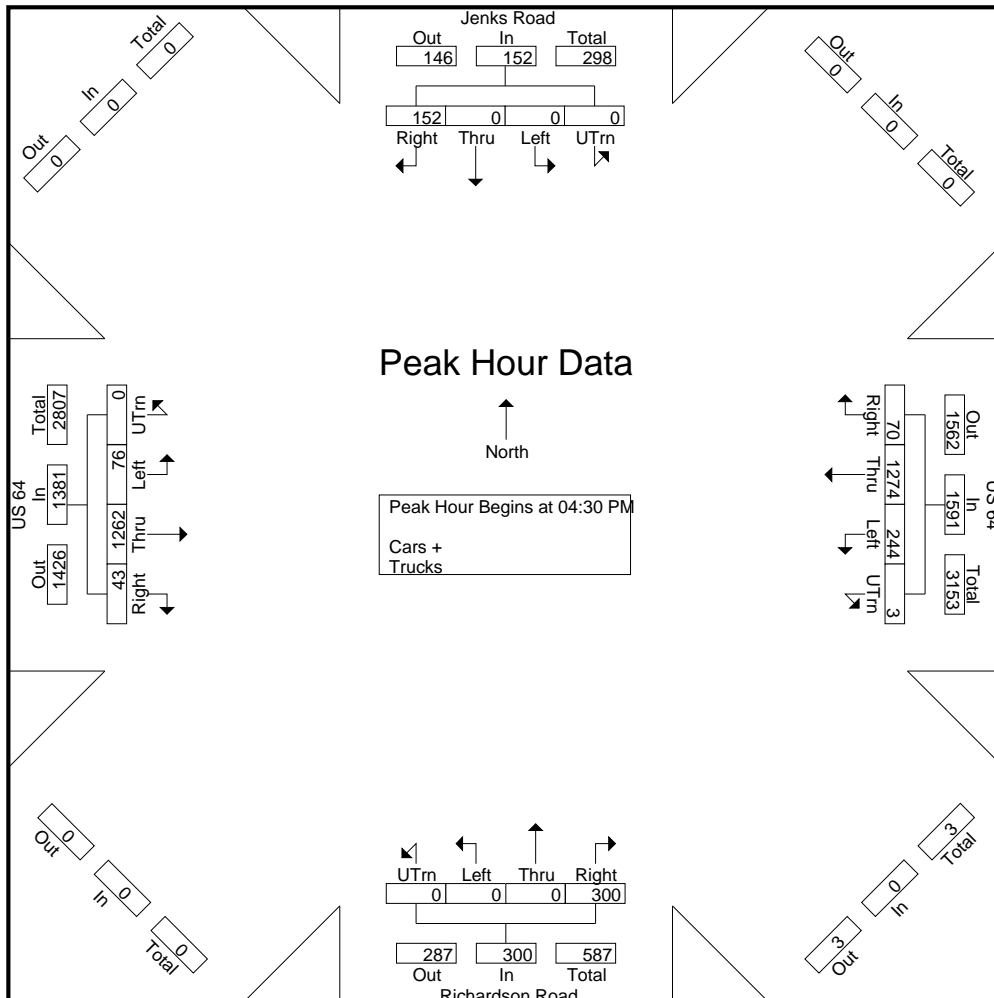 Jenks Road
Out In Total
146 152 298
152 0 0 0
Right Thru Left UTrn
Total
0
In
0
Out
0
Out
0
In
0
Total
0
Peak Hour Data
North
Peak Hour Begins at 04:30 PM
Cars +
Trucks
US 64
Total In Out
2807 1381 1426
0 76 1262 43
UTrn Left Thru Right
Right Thru Left UTrn
70 1274 244 3
Out In Total
1562 1591 3153
US 64
0
Out
0
In
0
Total
3
Total
0
In
3
Out
UTrn Left Thru Right
0 0 0 300
287 300 587
Out In Total
Richardson Road